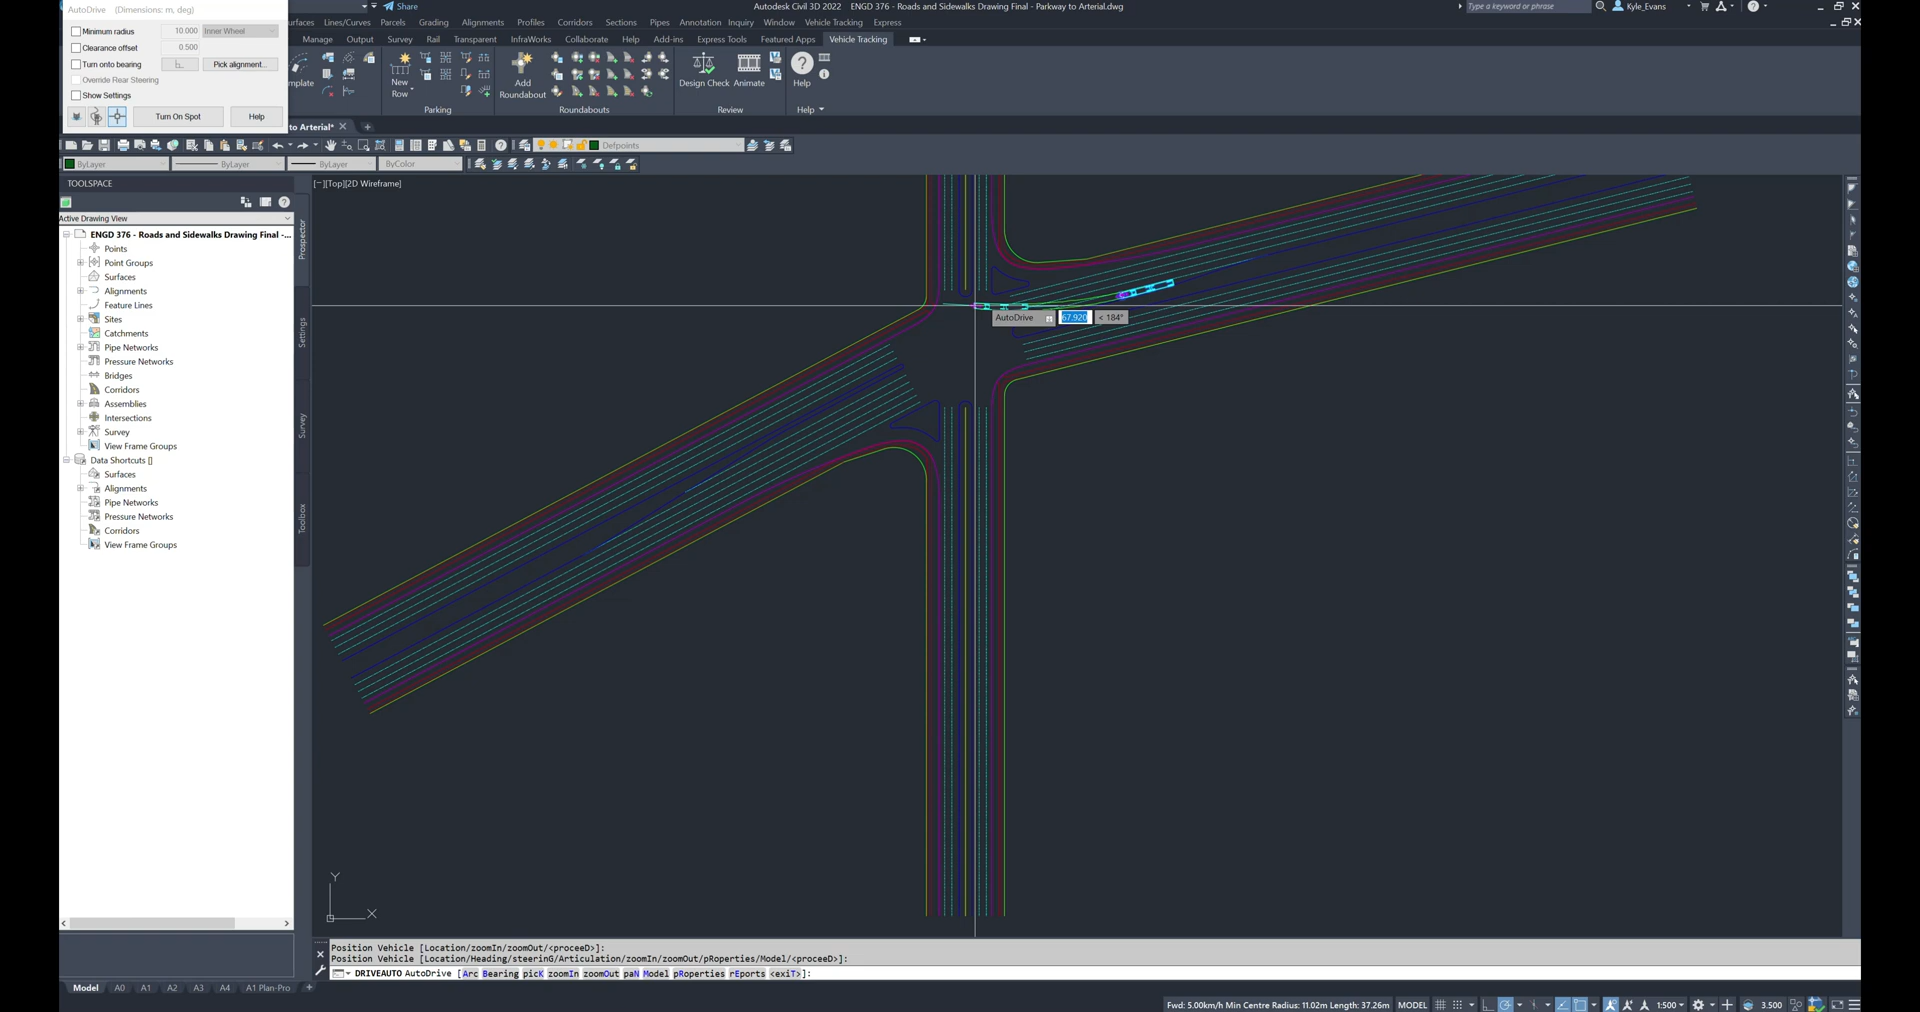 AutoDrive (Dimensions: m, deg)
Share
Autodesk Civil 3D 2022 ENGD 376 - Roads and Sidewalks Drawing Final - Parkway to Arterial.dwg
Type a keyword or phrase
Kyle_Evans
Lines/Curves Parcels Grading Alignments Profiles Corridors Sections Pipes Annotation Inquiry Window Vehicle Tracking Express
Minimum radius 10.000 Inner Wheel
Clearance offset 0.500
Turn onto bearing Pick alignment...
Override Rear Steering
Show Settings
Turn On Spot Help
Manage Output Survey Rail Transparent InfraWorks Collaborate Help Add-ins Express Tools Featured Apps Vehicle Tracking
New Row
Add Roundabout
Design Check Animate
Help
Parking Roundabouts Review Help
to Arterial*
Defpoints
ByLayer ByLayer ByLayer ByColor
TOOLSPACE
[−][Top][2D Wireframe]
Active Drawing View
ENGD 376 - Roads and Sidewalks Drawing Final -...
Points
Point Groups
Surfaces
Alignments
Feature Lines
Sites
Catchments
Pipe Networks
Pressure Networks
Bridges
Corridors
Assemblies
Intersections
Survey
View Frame Groups
Data Shortcuts []
Surfaces
Alignments
Pipe Networks
Pressure Networks
Corridors
View Frame Groups
Prospector
Settings
Survey
Toolbox
AutoDrive 67.920 < 184°
Y
X
Position Vehicle [Location/zoomIn/zoomOut/<proceeD>]:
Position Vehicle [Location/Heading/steerinG/Articulation/zoomIn/zoomOut/pRoperties/Model/<proceeD>]:
DRIVEAUTO AutoDrive [Arc Bearing picK zoomIn zoomOut paN Model pRoperties rEports <exiT>]:
Model A0 A1 A2 A3 A4 A1 Plan-Pro
Fwd: 5.00km/h Min Centre Radius: 11.02m Length: 37.26m MODEL 1:500 3.500